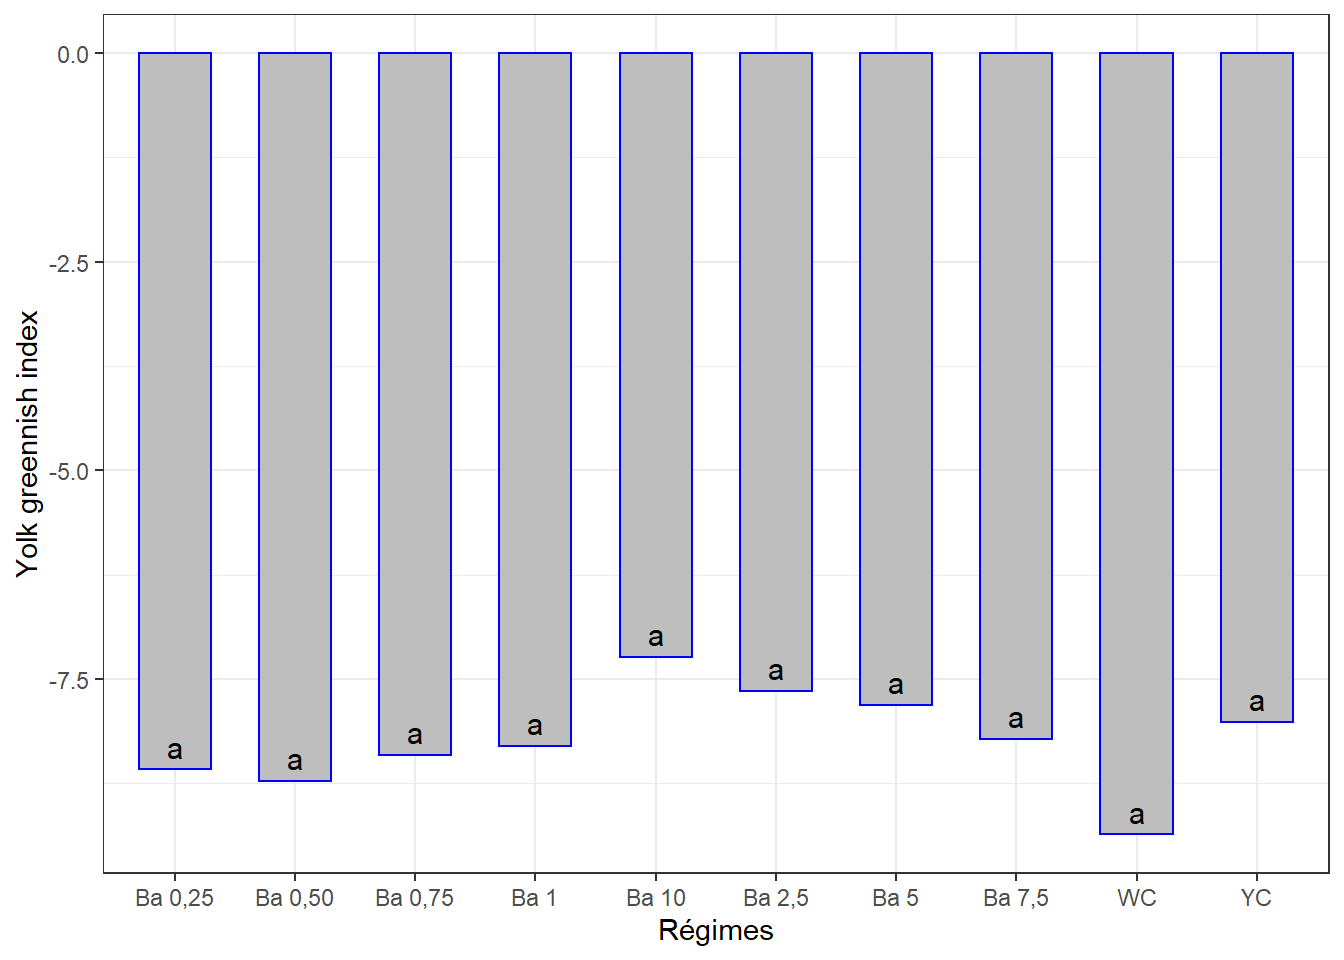 Yolk greennish index
0.0
-2.5
-5.0
-7.5
a a a a a a a a a a
Ba 0,25 Ba 0,50 Ba 0,75 Ba 1 Ba 10 Ba 2,5 Ba 5 Ba 7,5 WC YC
Régimes